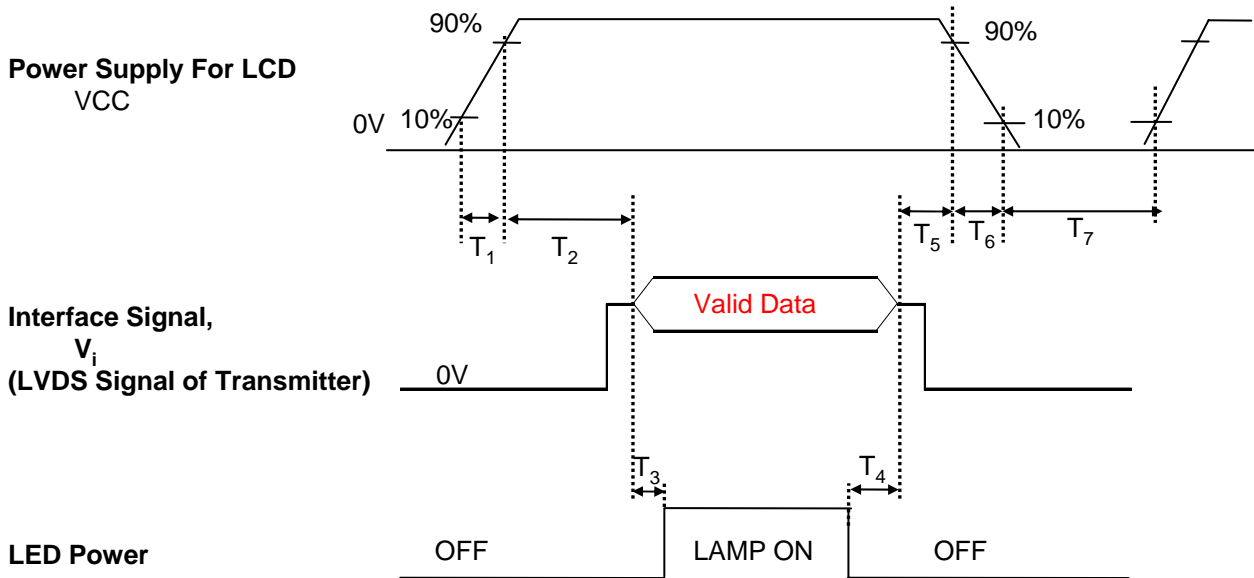 90%
90%
Power Supply For LCD
VCC
0V
10%
10%
T1
T2
T5
T6
T7
Valid Data
Interface Signal,
Vi
(LVDS Signal of Transmitter)
0V
T3
T4
LED Power
OFF
LAMP ON
OFF